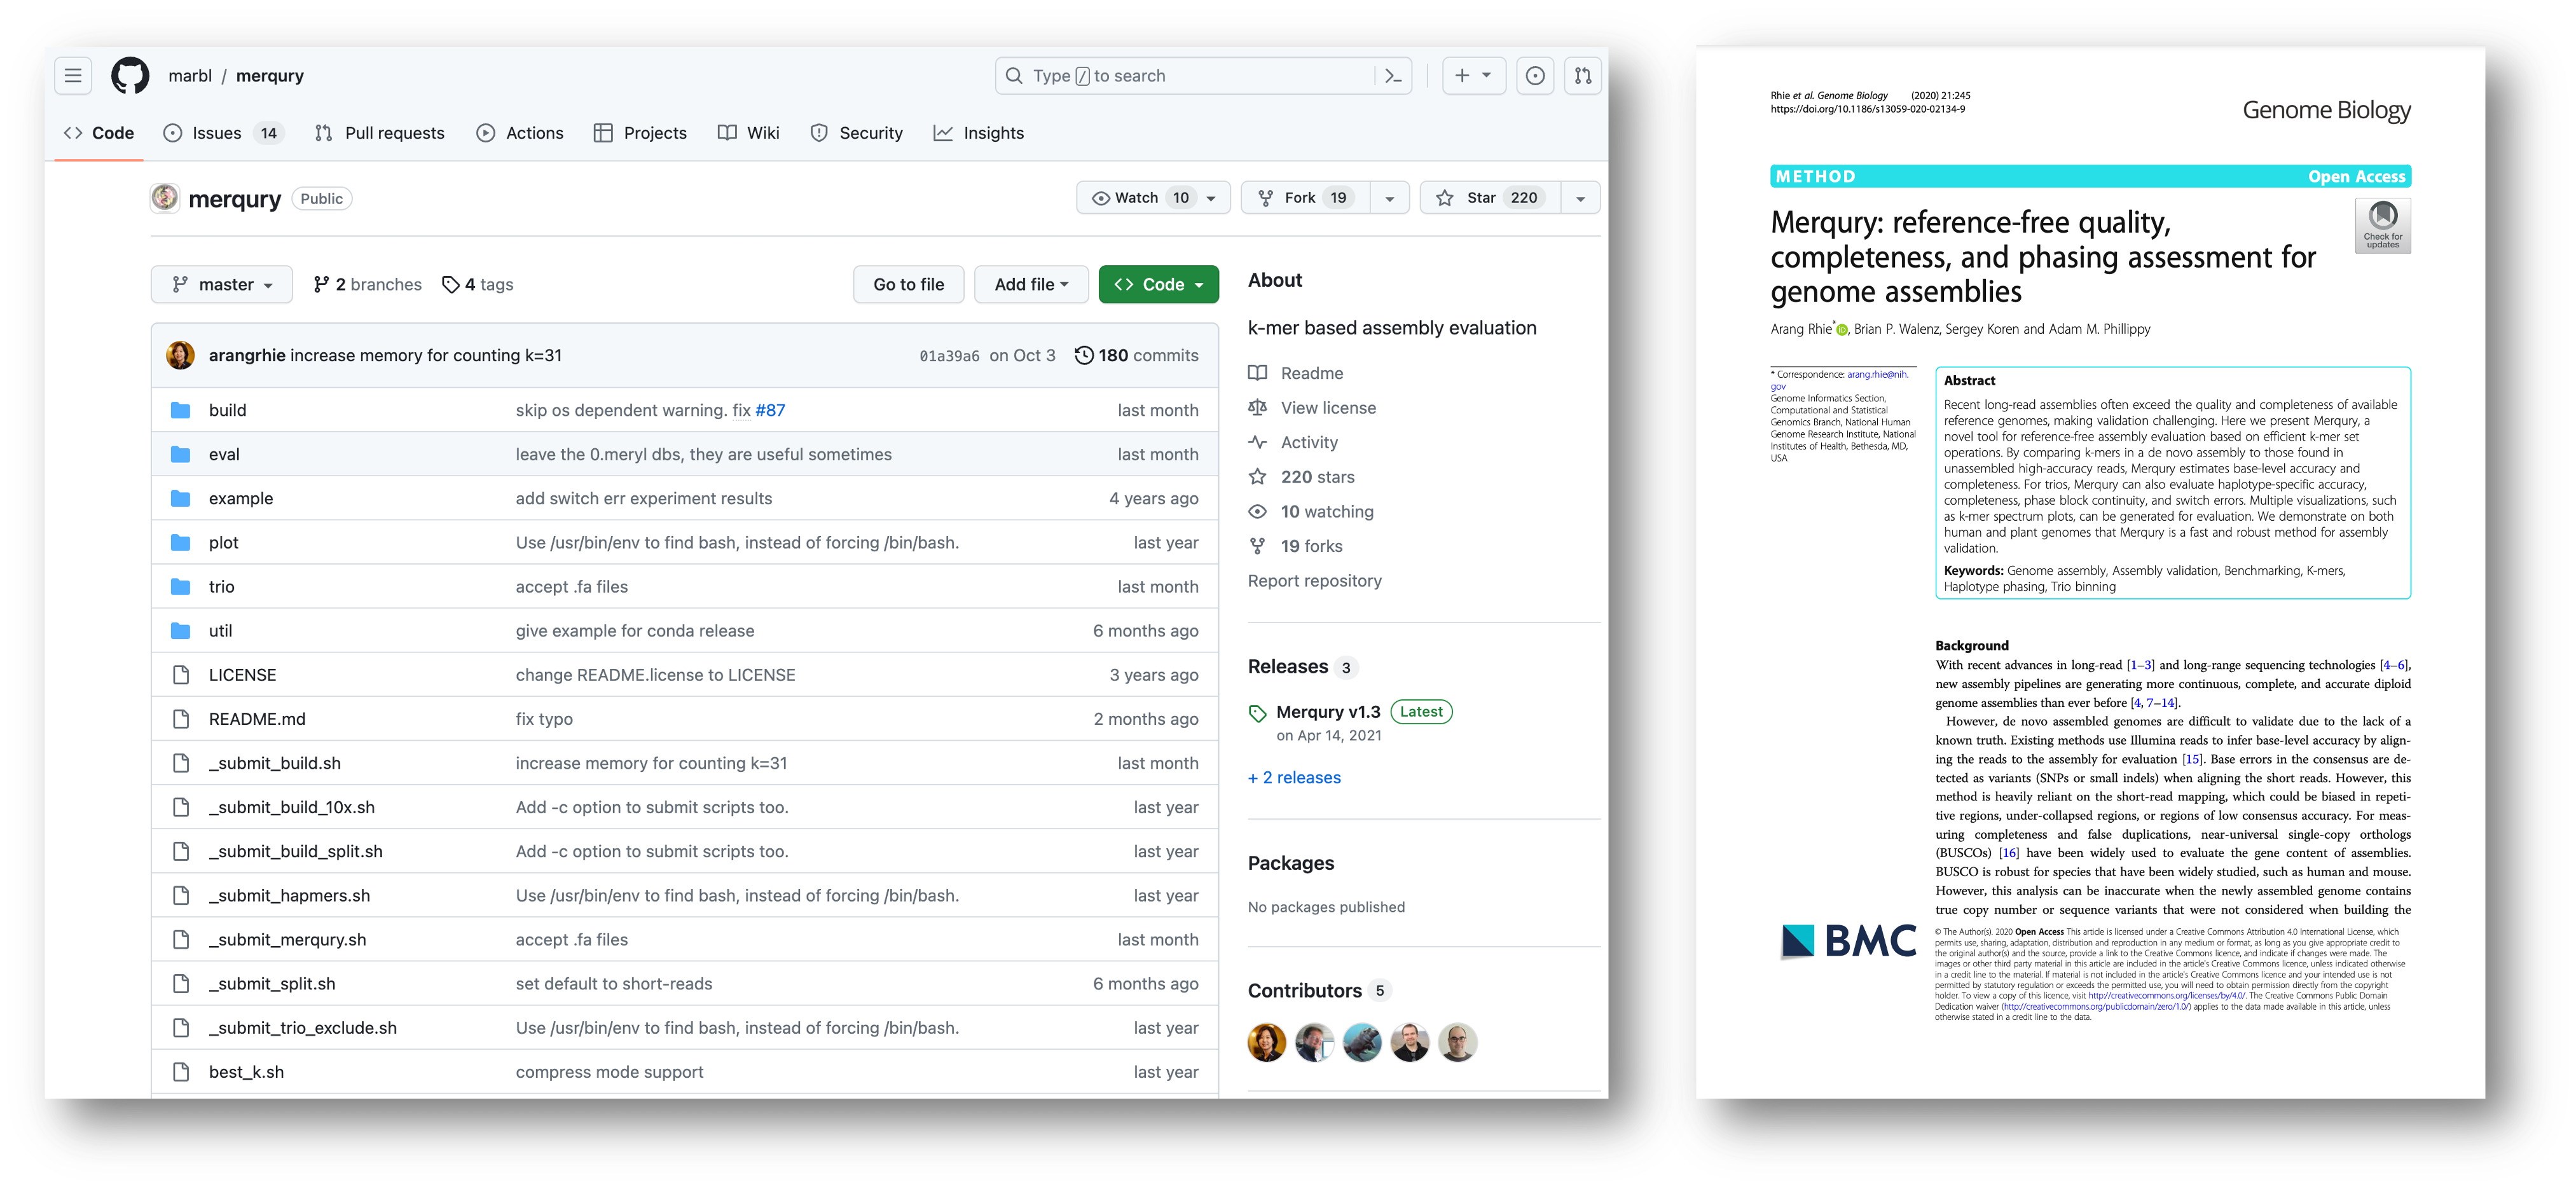 marbl / merqury
Type / to search
Code
Issues 14
Pull requests
Actions
Projects
Wiki
Security
Insights
merqury Public
Watch 10
Fork 19
Star 220
master
2 branches
4 tags
Go to file
Add file
Code
arangrhie increase memory for counting k=31 01a39a6 on Oct 3 180 commits
build skip os dependent warning. fix #87 last month
eval leave the 0.meryl dbs, they are useful sometimes last month
example add switch err experiment results 4 years ago
plot Use /usr/bin/env to find bash, instead of forcing /bin/bash. last year
trio accept .fa files last month
util give example for conda release 6 months ago
LICENSE change README.license to LICENSE 3 years ago
README.md fix typo 2 months ago
_submit_build.sh increase memory for counting k=31 last month
_submit_build_10x.sh Add -c option to submit scripts too. last year
_submit_build_split.sh Add -c option to submit scripts too. last year
_submit_hapmers.sh Use /usr/bin/env to find bash, instead of forcing /bin/bash. last year
_submit_merqury.sh accept .fa files last month
_submit_split.sh set default to short-reads 6 months ago
_submit_trio_exclude.sh Use /usr/bin/env to find bash, instead of forcing /bin/bash. last year
best_k.sh compress mode support last year
About
k-mer based assembly evaluation
Readme
View license
Activity
220 stars
10 watching
19 forks
Report repository
Releases 3
Merqury v1.3 Latest
on Apr 14, 2021
+ 2 releases
Packages
No packages published
Contributors 5
Rhie et al. Genome Biology (2020) 21:245
https://doi.org/10.1186/s13059-020-02134-9
Genome Biology
METHOD Open Access
Merqury: reference-free quality,
completeness, and phasing assessment for
genome assemblies
Check for
updates
Arang Rhie* iD, Brian P. Walenz, Sergey Koren and Adam M. Phillippy
* Correspondence: arang.rhie@nih.
gov
Genome Informatics Section,
Computational and Statistical
Genomics Branch, National Human
Genome Research Institute, National
Institutes of Health, Bethesda, MD,
USA
Abstract
Recent long-read assemblies often exceed the quality and completeness of available
reference genomes, making validation challenging. Here we present Merqury, a
novel tool for reference-free assembly evaluation based on efficient k-mer set
operations. By comparing k-mers in a de novo assembly to those found in
unassembled high-accuracy reads, Merqury estimates base-level accuracy and
completeness. For trios, Merqury can also evaluate haplotype-specific accuracy,
completeness, phase block continuity, and switch errors. Multiple visualizations, such
as k-mer spectrum plots, can be generated for evaluation. We demonstrate on both
human and plant genomes that Merqury is a fast and robust method for assembly
validation.
Keywords: Genome assembly, Assembly validation, Benchmarking, K-mers,
Haplotype phasing, Trio binning
Background
With recent advances in long-read [1–3] and long-range sequencing technologies [4–6],
new assembly pipelines are generating more continuous, complete, and accurate diploid
genome assemblies than ever before [4, 7–14].
However, de novo assembled genomes are difficult to validate due to the lack of a
known truth. Existing methods use Illumina reads to infer base-level accuracy by align-
ing the reads to the assembly for evaluation [15]. Base errors in the consensus are de-
tected as variants (SNPs or small indels) when aligning the short reads. However, this
method is heavily reliant on the short-read mapping, which could be biased in repeti-
tive regions, under-collapsed regions, or regions of low consensus accuracy. For meas-
uring completeness and false duplications, near-universal single-copy orthologs
(BUSCOs) [16] have been widely used to evaluate the gene content of assemblies.
BUSCO is robust for species that have been widely studied, such as human and mouse.
However, this analysis can be inaccurate when the newly assembled genome contains
true copy number or sequence variants that were not considered when building the
BMC
© The Author(s). 2020 Open Access This article is licensed under a Creative Commons Attribution 4.0 International License, which
permits use, sharing, adaptation, distribution and reproduction in any medium or format, as long as you give appropriate credit to
the original author(s) and the source, provide a link to the Creative Commons licence, and indicate if changes were made. The
images or other third party material in this article are included in the article's Creative Commons licence, unless indicated otherwise
in a credit line to the material. If material is not included in the article's Creative Commons licence and your intended use is not
permitted by statutory regulation or exceeds the permitted use, you will need to obtain permission directly from the copyright
holder. To view a copy of this licence, visit http://creativecommons.org/licenses/by/4.0/. The Creative Commons Public Domain
Dedication waiver (http://creativecommons.org/publicdomain/zero/1.0/) applies to the data made available in this article, unless
otherwise stated in a credit line to the data.